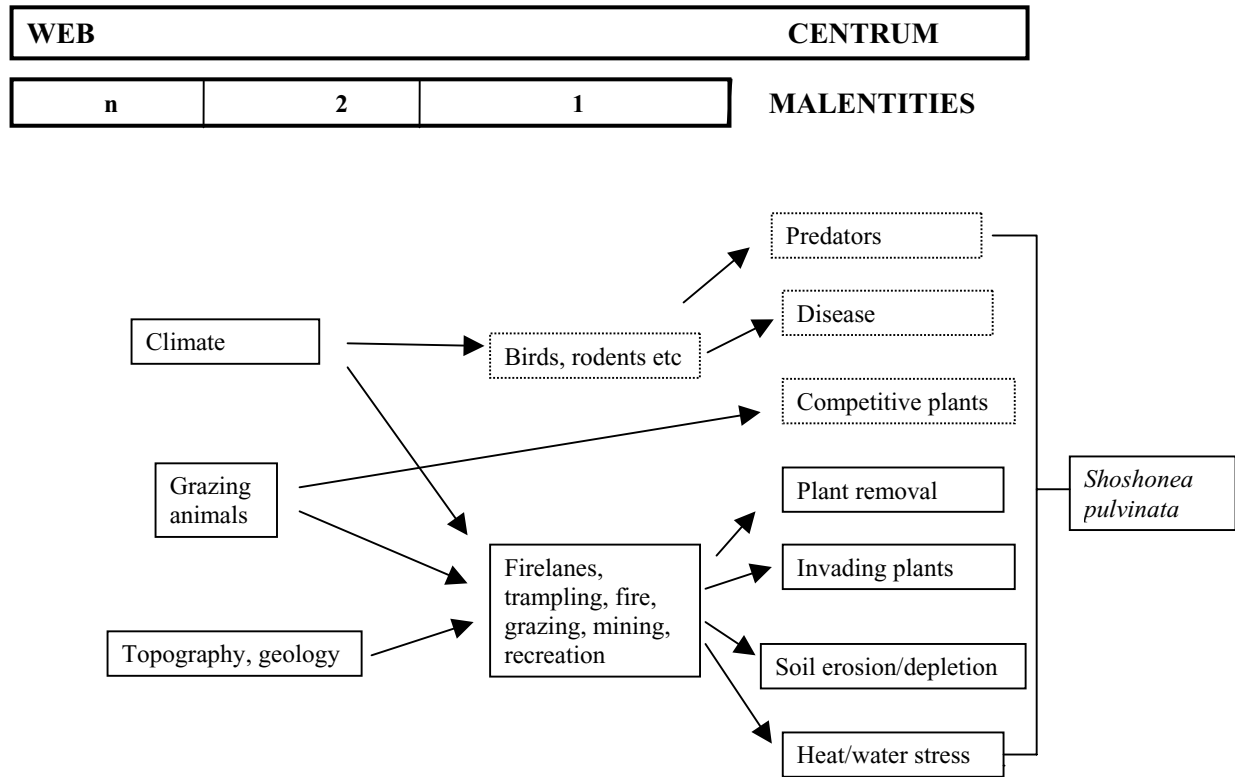 WEB CENTRUM
n 2 1 MALENTITIES
Predators
Disease
Climate
Birds, rodents etc
Competitive plants
Grazing
animals
Plant removal
Shoshonea
pulvinata
Firelanes,
trampling, fire,
grazing, mining,
recreation
Invading plants
Topography, geology
Soil erosion/depletion
Heat/water stress